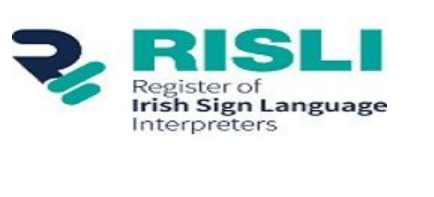 RISLI
Register of
Irish Sign Language
Interpreters